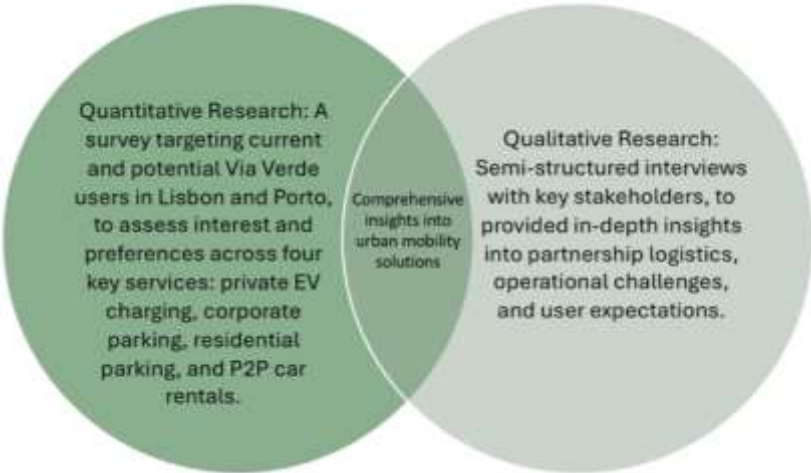 Quantitative Research: A
survey targeting current
and potential Via Verde
users in Lisbon and Porto,
to assess interest and
preferences across four
key services: private EV
charging, corporate
parking, residential
parking, and P2P car
rentals.
Comprehensive
insights into
urban mobility
solutions
Qualitative Research:
Semi-structured interviews
with key stakeholders, to
provided in-depth insights
into partnership logistics,
operational challenges,
and user expectations.